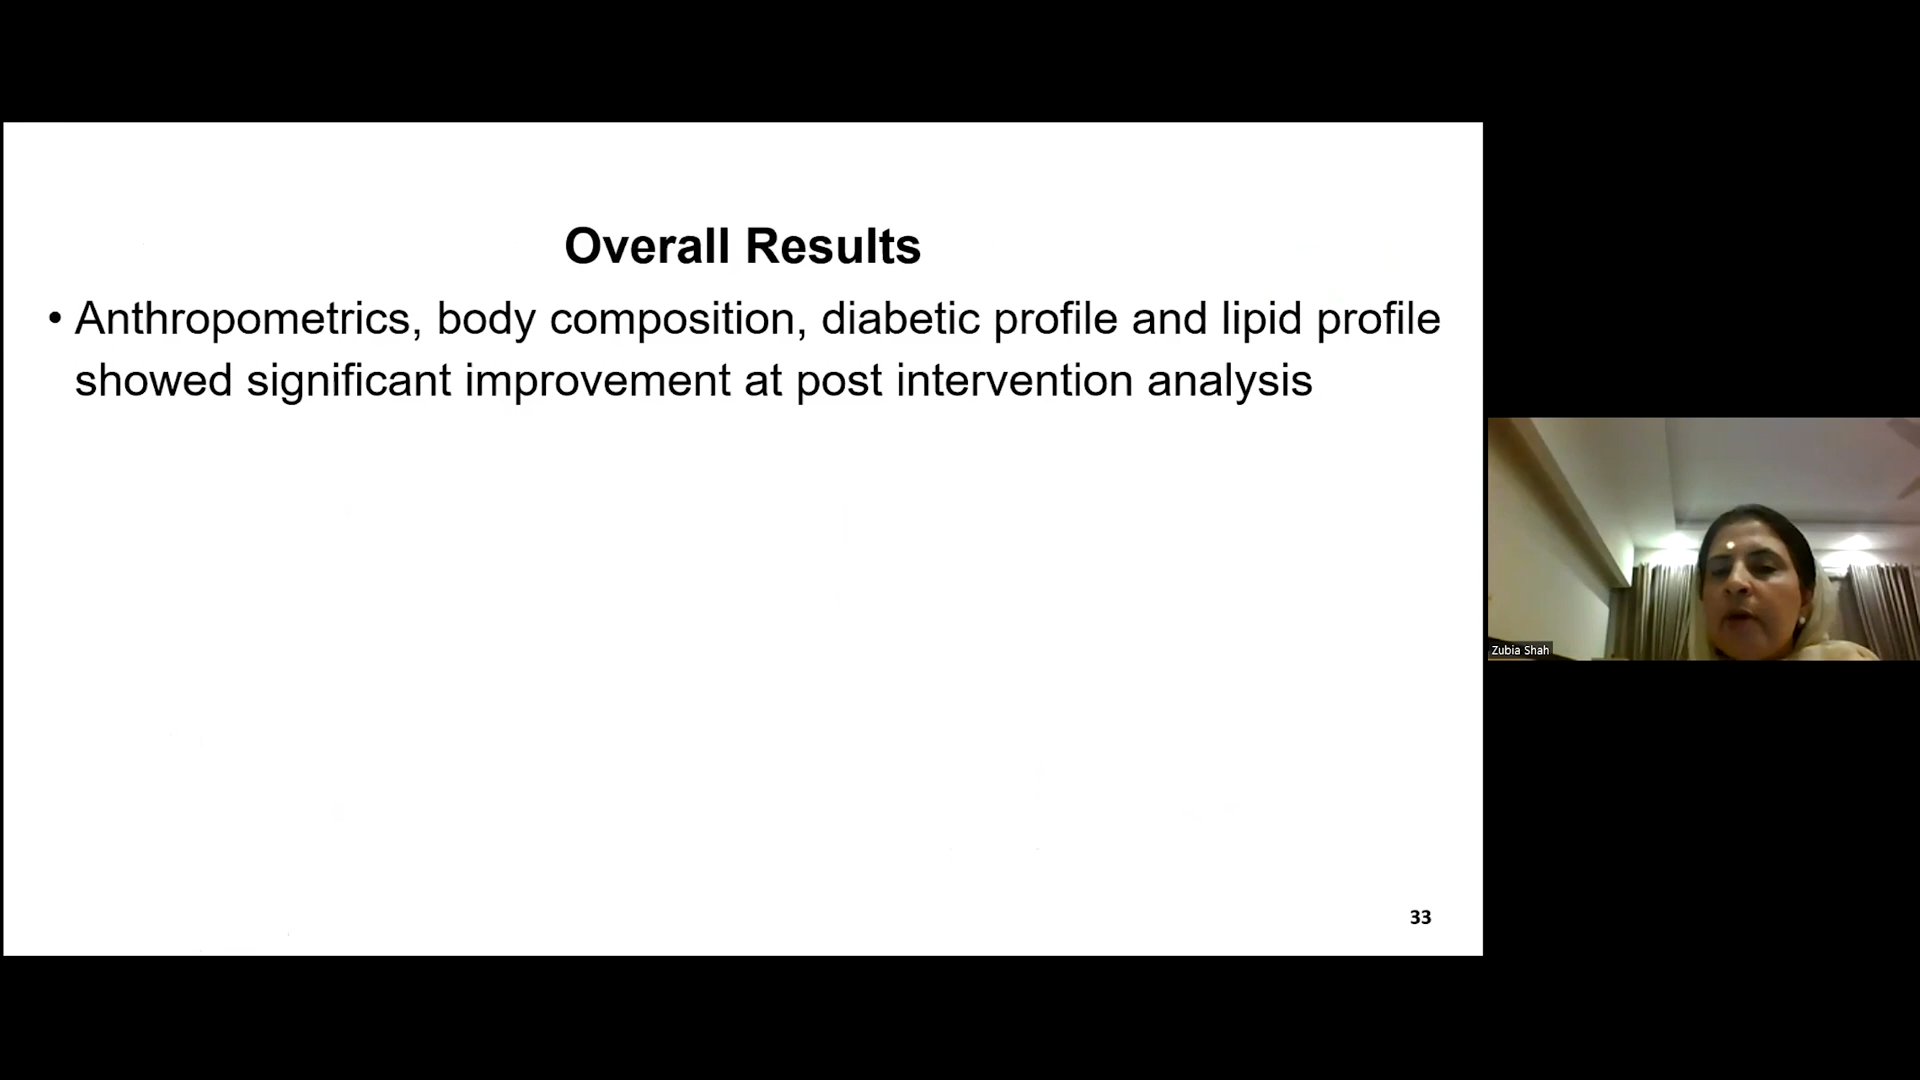 Overall Results
• Anthropometrics, body composition, diabetic profile and lipid profile
showed significant improvement at post intervention analysis
33
Zubia Shah